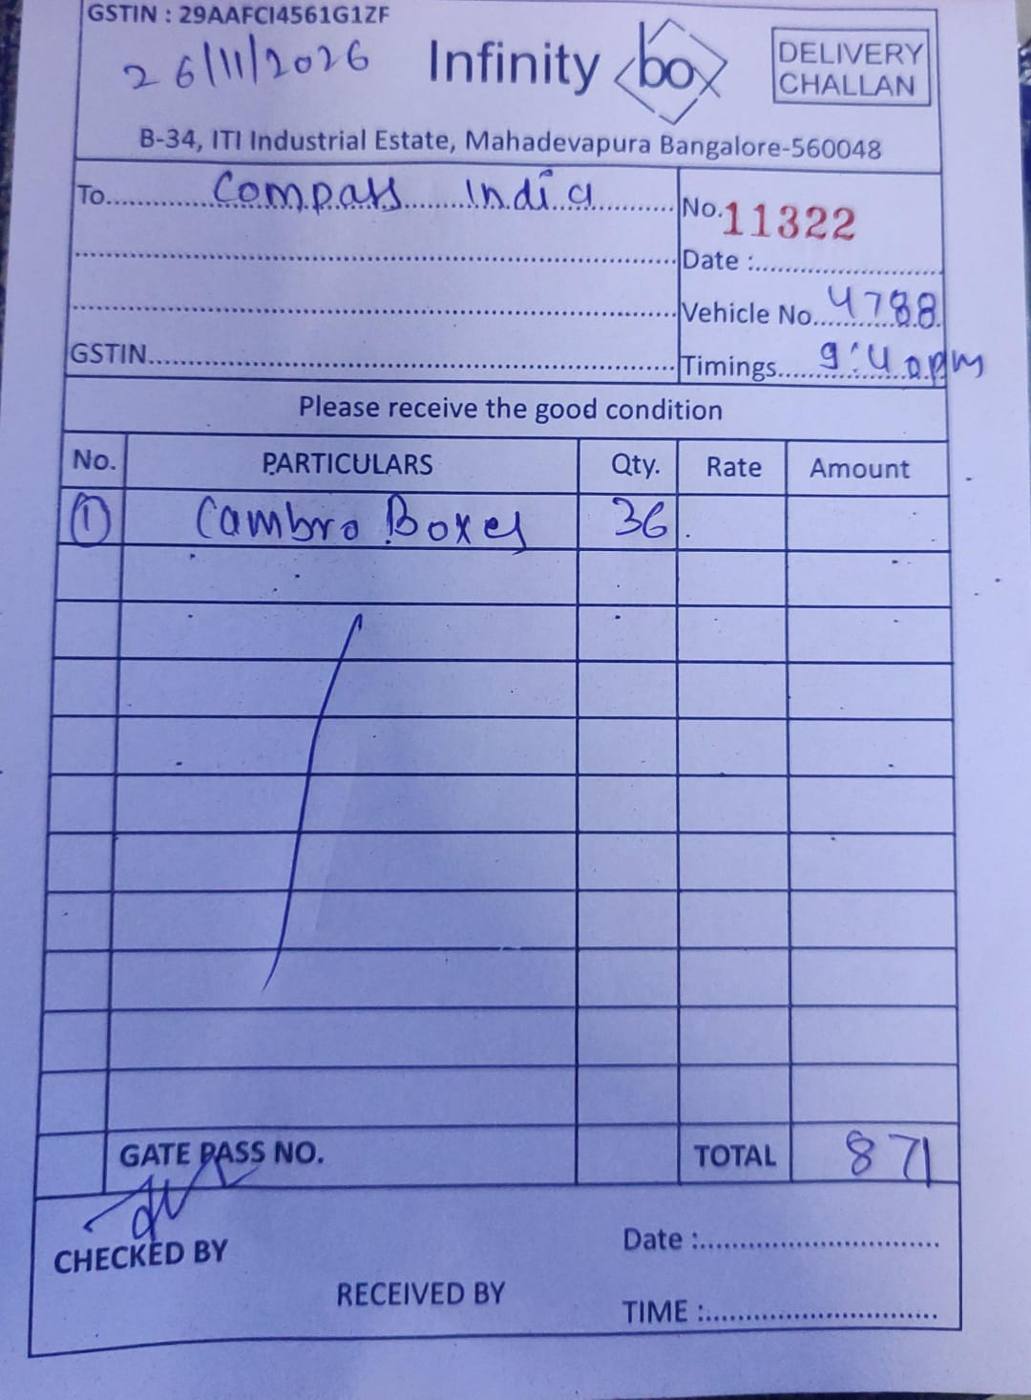 GSTIN : 29AAFCI4561G1ZF
26/11/2026
Infinity box
DELIVERY
CHALLAN
B-34, ITI Industrial Estate, Mahadevapura Bangalore-560048
To Compass India
No. 11322
Date :
Vehicle No. 4788
GSTIN
Timings 9:40pm
Please receive the good condition
No. PARTICULARS Qty. Rate Amount
1 Cambro Boxes 36
GATE PASS NO. TOTAL 871
CHECKED BY
Date :
RECEIVED BY
TIME :